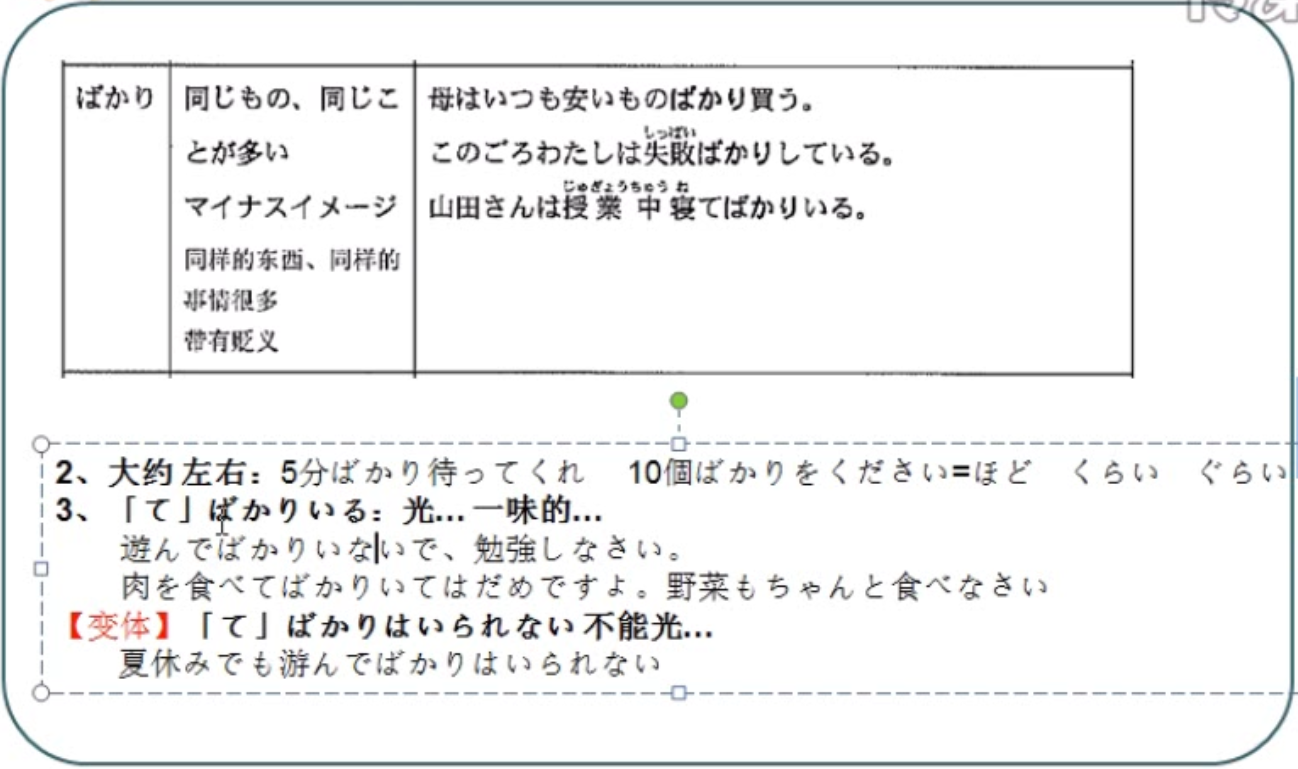 ばかり 同じもの、同じこ 母はいつも安いものばかり買う。
しっぱい
とが多い このごろわたしは失敗ばかりしている。
じゅぎょうちゅう ね
マイナスイメージ 山田さんは授業中寝てばかりいる。
同样的东西、同样的
事情很多
带有贬义
2、大约 左右：5分ばかり待ってくれ 10個ばかりをください=ほど くらい ぐらい
3、「て」ばかりいる：光... 一味的...
遊んでばかりいないで、勉強しなさい。
肉を食べてばかりいてはだめですよ。野菜もちゃんと食べなさい
【变体】「て」ばかりはいられない 不能光...
夏休みでも游んでばかりはいられない